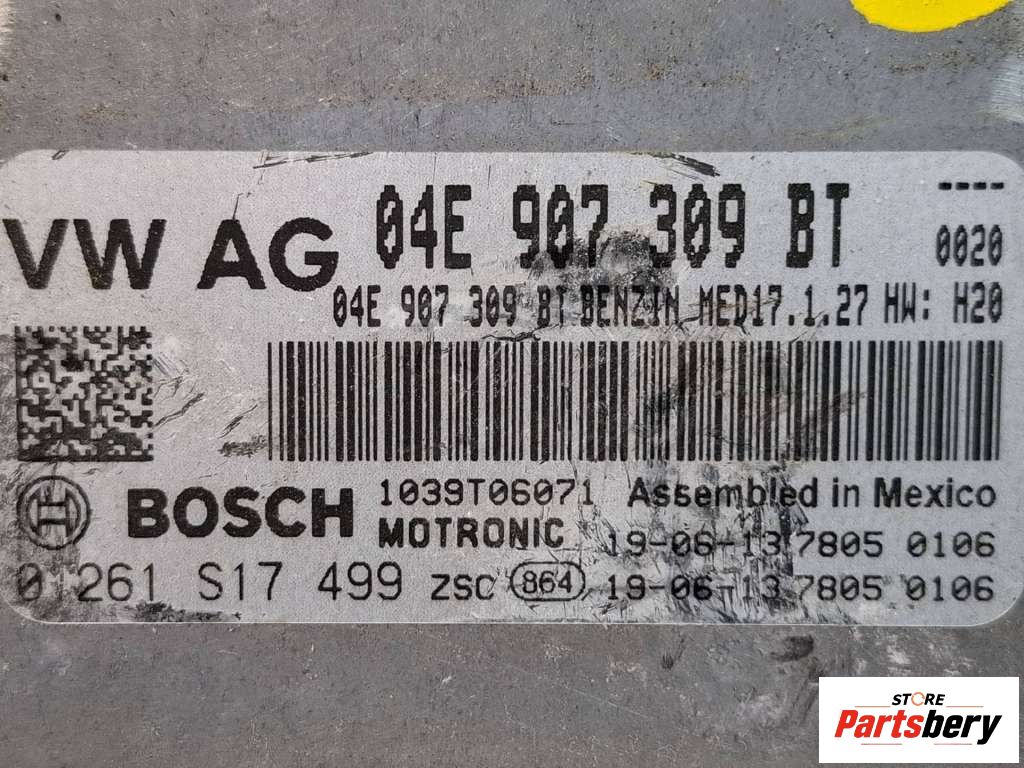 VW AG 04E 907 309 BT ----
0020
04E 907 309 BT BENZIN MED17.1.27 HW: H20
BOSCH 1039T06071 Assembled in Mexico
MOTRONIC 19-06-13 7805 0106
0 261 S17 499 ZSC 864 19-06-13 7805 0106
STORE
Partsbery